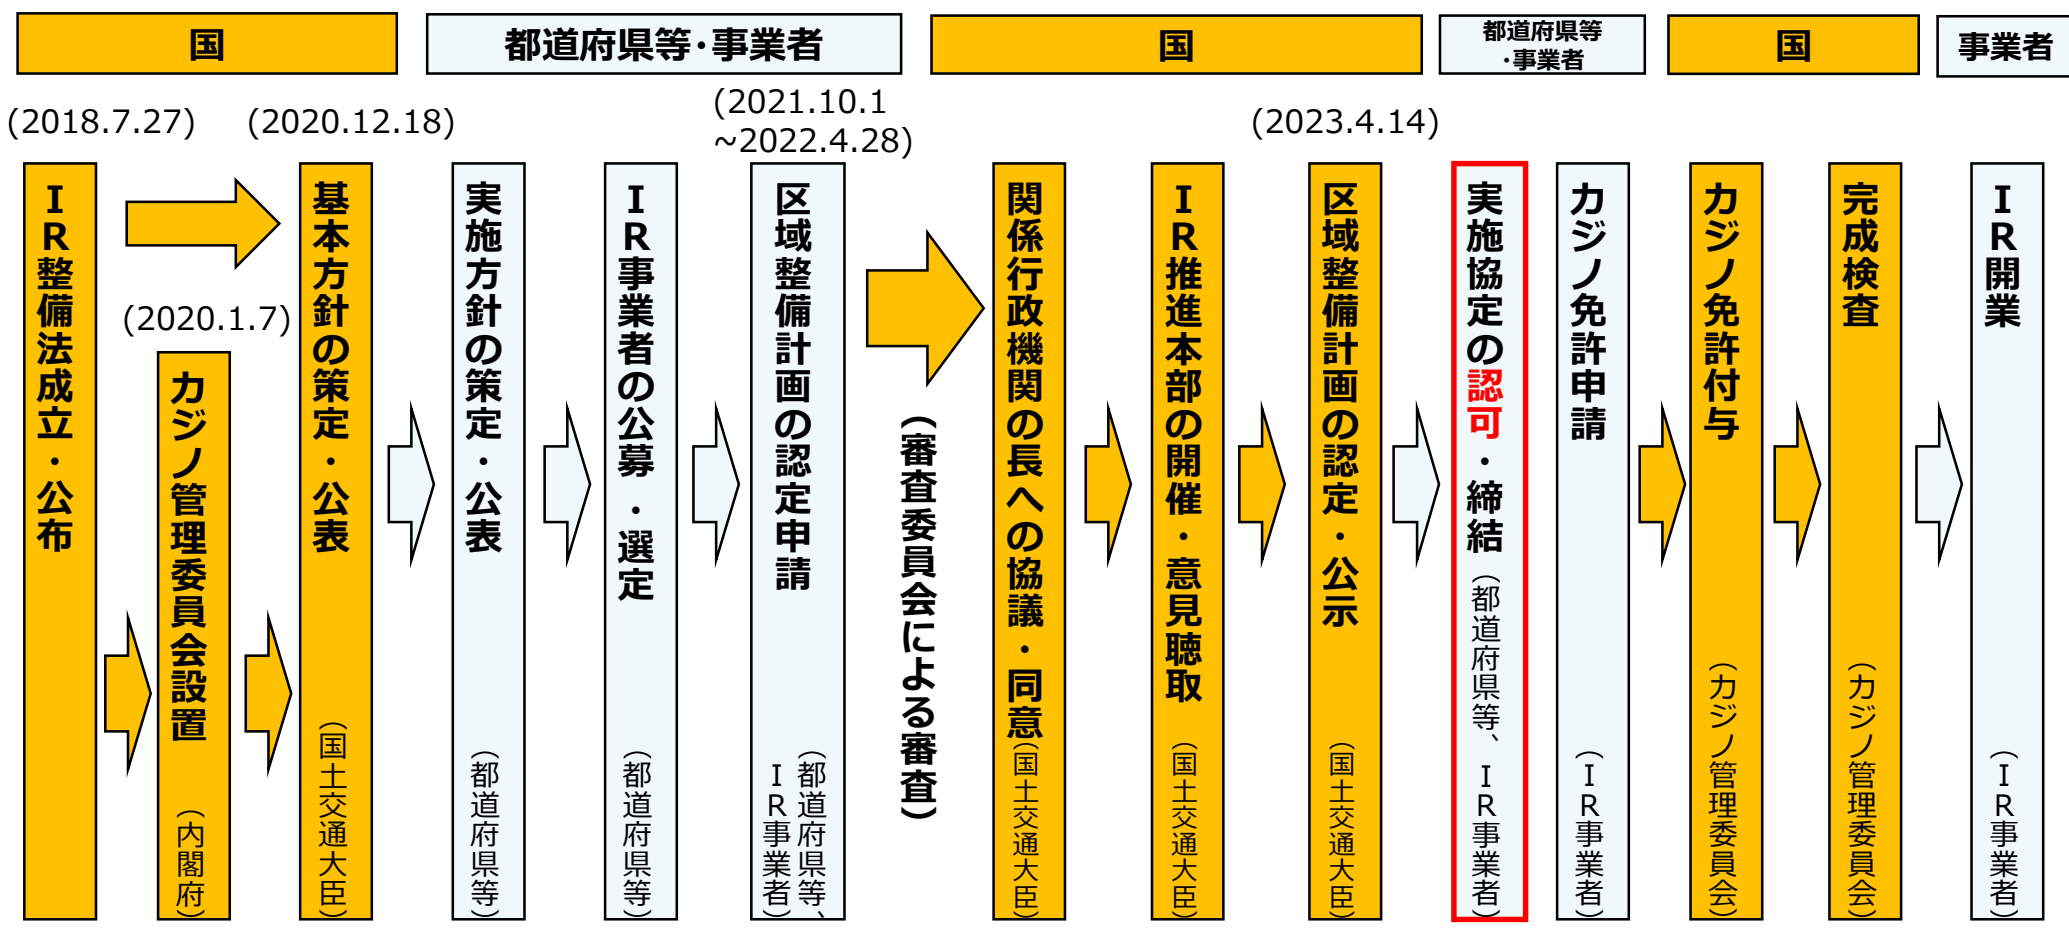 国
都道府県等･事業者
国
都道府県等
･事業者
国
事業者
(2018.7.27)
(2020.12.18)
(2021.10.1
~2022.4.28)
(2023.4.14)
ＩＲ整備法成立・公布
(2020.1.7)
カジノ管理委員会設置
（内閣府）
基本方針の策定・公表
（国土交通大臣）
実施方針の策定・公表
（都道府県等）
ＩＲ事業者の公募・選定
（都道府県等）
区域整備計画の認定申請
（都道府県等、
ＩＲ事業者）
（審査委員会による審査）
関係行政機関の長への協議・同意
（国土交通大臣）
ＩＲ推進本部の開催・意見聴取
（国土交通大臣）
区域整備計画の認定・公示
（国土交通大臣）
実施協定の認可・締結
（都道府県等、ＩＲ事業者）
カジノ免許申請
（ＩＲ事業者）
カジノ免許付与
（カジノ管理委員会）
完成検査
（カジノ管理委員会）
ＩＲ開業
（ＩＲ事業者）